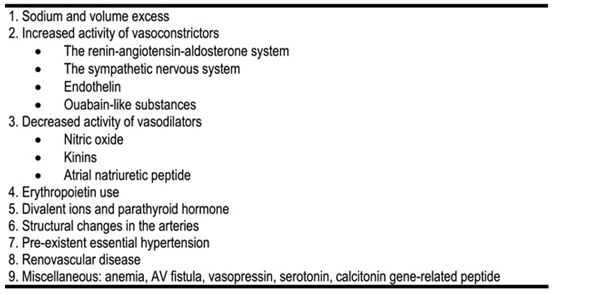 1. Sodium and volume excess
2. Increased activity of vasoconstrictors
• The renin-angiotensin-aldosterone system
• The sympathetic nervous system
• Endothelin
• Ouabain-like substances
3. Decreased activity of vasodilators
• Nitric oxide
• Kinins
• Atrial natriuretic peptide
4. Erythropoietin use
5. Divalent ions and parathyroid hormone
6. Structural changes in the arteries
7. Pre-existent essential hypertension
8. Renovascular disease
9. Miscellaneous: anemia, AV fistula, vasopressin, serotonin, calcitonin gene-related peptide